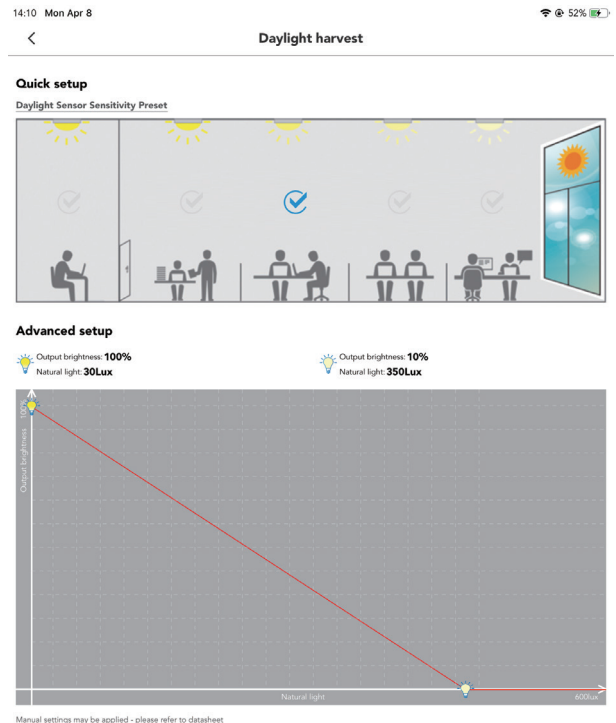 14:10 Mon Apr 8
52%
Daylight harvest
Quick setup
Daylight Sensor Sensitivity Preset
Advanced setup
Output brightness: 100%
Natural light: 30Lux
Output brightness: 10%
Natural light: 350Lux
Output brightness 100%
Natural light
600lux
Manual settings may be applied - please refer to datasheet